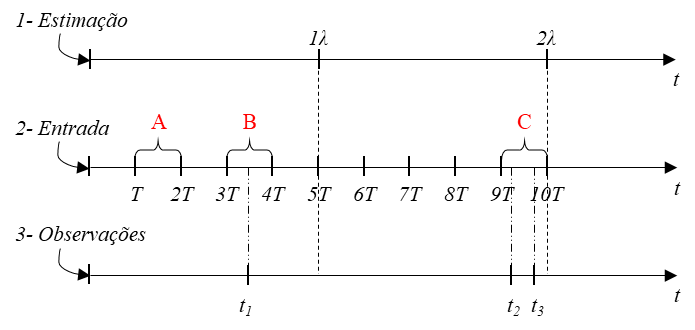 1- Estimação
1λ 2λ
t
A B C
2- Entrada
T 2T 3T 4T 5T 6T 7T 8T 9T 10T
t
3- Observações
t1 t2 t3
t